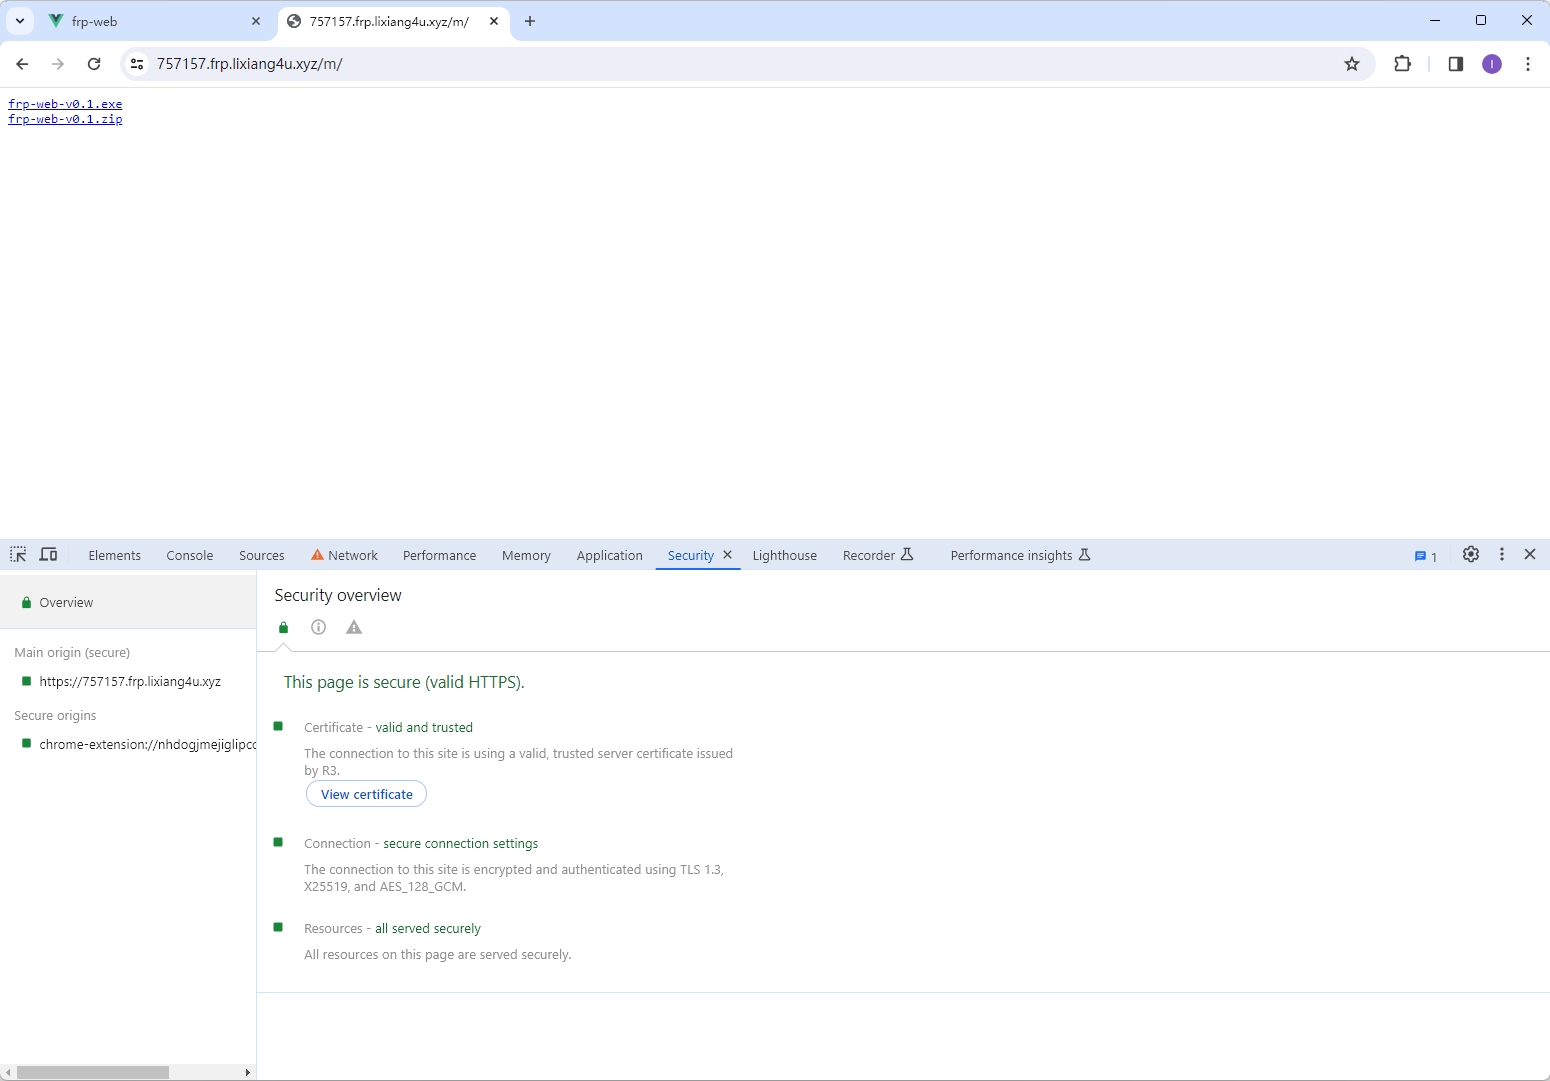 frp-web
757157.frp.lixiang4u.xyz/m/
757157.frp.lixiang4u.xyz/m/
I
frp-web-v0.1.exe
frp-web-v0.1.zip
Elements Console Sources Network Performance Memory Application Security Lighthouse Recorder Performance insights 1
Overview
Main origin (secure)
https://757157.frp.lixiang4u.xyz
Secure origins
chrome-extension://nhdogjmejiglipcc
Security overview
This page is secure (valid HTTPS).
Certificate - valid and trusted
The connection to this site is using a valid, trusted server certificate issued
by R3.
View certificate
Connection - secure connection settings
The connection to this site is encrypted and authenticated using TLS 1.3,
X25519, and AES_128_GCM.
Resources - all served securely
All resources on this page are served securely.